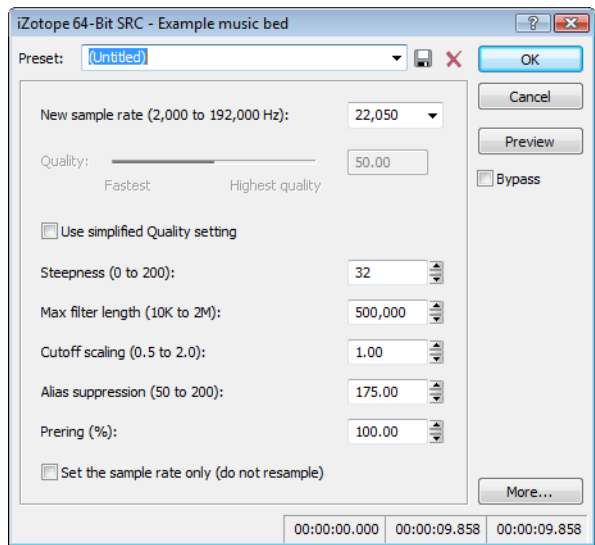 iZotope 64-Bit SRC - Example music bed
Preset: (Untitled)
OK
Cancel
Preview
Bypass
New sample rate (2,000 to 192,000 Hz): 22,050
Quality: 50.00
Fastest Highest quality
Use simplified Quality setting
Steepness (0 to 200): 32
Max filter length (10K to 2M): 500,000
Cutoff scaling (0.5 to 2.0): 1.00
Alias suppression (50 to 200): 175.00
Prering (%): 100.00
Set the sample rate only (do not resample)
More...
00:00:00.000 00:00:09.858 00:00:09.858